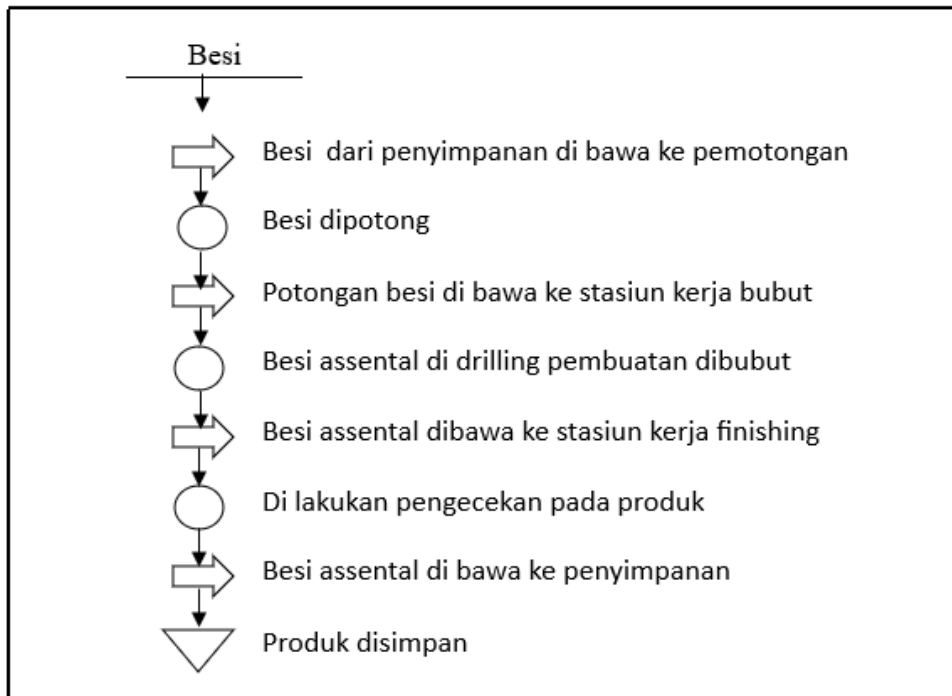 Besi
Besi dari penyimpanan di bawa ke pemotongan
Besi dipotong
Potongan besi di bawa ke stasiun kerja bubut
Besi assental di drilling pembuatan dibubut
Besi assental dibawa ke stasiun kerja finishing
Di lakukan pengecekan pada produk
Besi assental di bawa ke penyimpanan
Produk disimpan